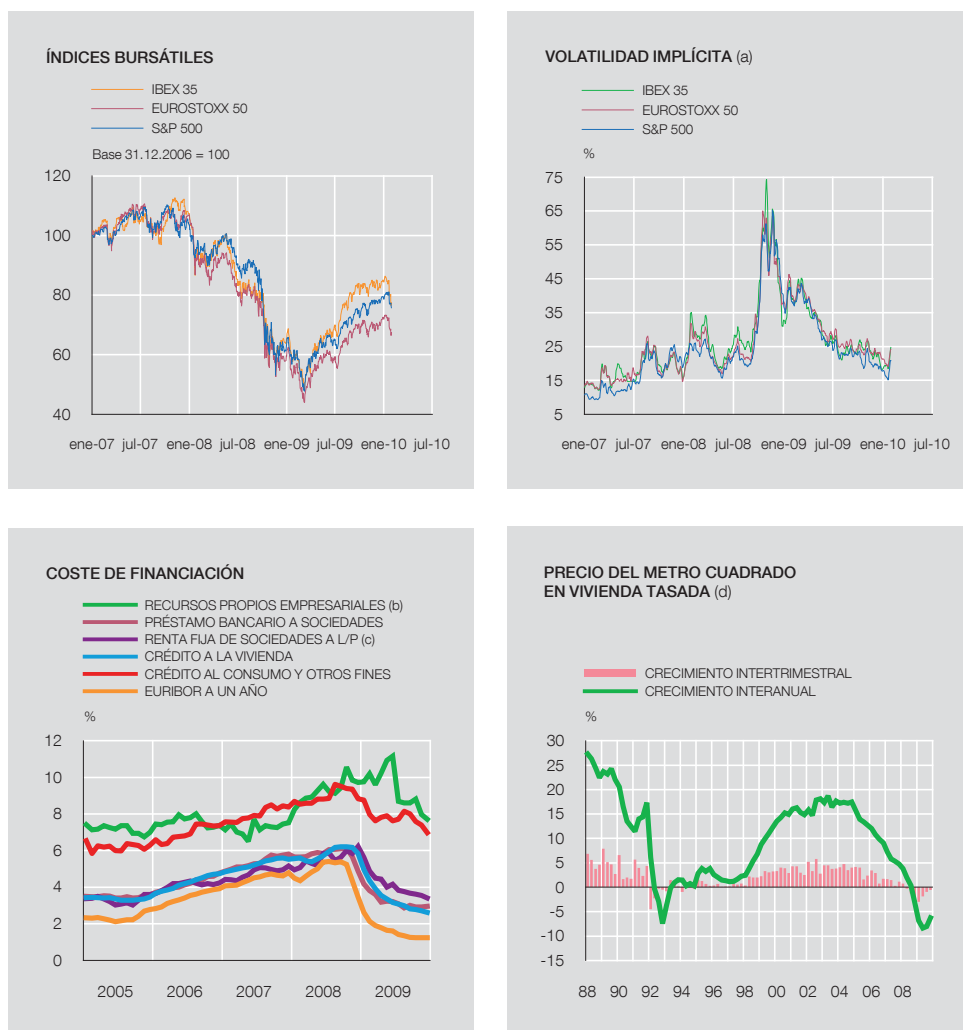 ÍNDICES BURSÁTILES
IBEX 35
EUROSTOXX 50
S&P 500
Base 31.12.2006 = 100
120
100
80
60
40
ene-07 jul-07 ene-08 jul-08 ene-09 jul-09 ene-10 jul-10
VOLATILIDAD IMPLÍCITA (a)
IBEX 35
EUROSTOXX 50
S&P 500
%
75
65
55
45
35
25
15
5
ene-07 jul-07 ene-08 jul-08 ene-09 jul-09 ene-10 jul-10
COSTE DE FINANCIACIÓN
RECURSOS PROPIOS EMPRESARIALES (b)
PRÉSTAMO BANCARIO A SOCIEDADES
RENTA FIJA DE SOCIEDADES A L/P (c)
CRÉDITO A LA VIVIENDA
CRÉDITO AL CONSUMO Y OTROS FINES
EURIBOR A UN AÑO
%
12
10
8
6
4
2
0
2005 2006 2007 2008 2009
PRECIO DEL METRO CUADRADO
EN VIVIENDA TASADA (d)
CRECIMIENTO INTERTRIMESTRAL
CRECIMIENTO INTERANUAL
%
30
25
20
15
10
5
0
-5
-10
-15
88 90 92 94 96 98 00 02 04 06 08